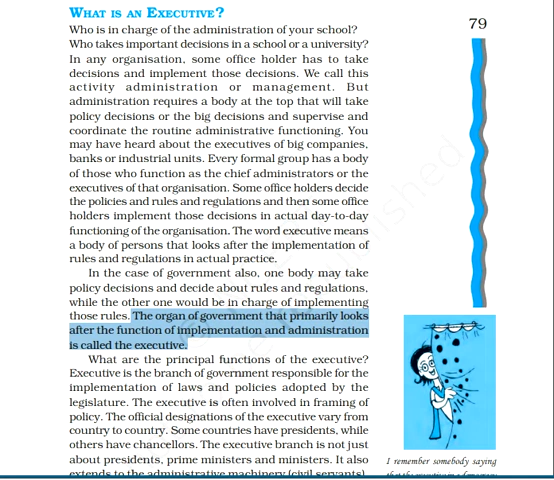 WHAT IS AN EXECUTIVE?
79
Who is in charge of the administration of your school?
Who takes important decisions in a school or a university?
In any organisation, some office holder has to take
decisions and implement those decisions. We call this
activity administration or management. But
administration requires a body at the top that will take
policy decisions or the big decisions and supervise and
coordinate the routine administrative functioning. You
may have heard about the executives of big companies,
banks or industrial units. Every formal group has a body
of those who function as the chief administrators or the
executives of that organisation. Some office holders decide
the policies and rules and regulations and then some office
holders implement those decisions in actual day-to-day
functioning of the organisation. The word executive means
a body of persons that looks after the implementation of
rules and regulations in actual practice.
In the case of government also, one body may take
policy decisions and decide about rules and regulations,
while the other one would be in charge of implementing
those rules. The organ of government that primarily looks
after the function of implementation and administration
is called the executive.
What are the principal functions of the executive?
Executive is the branch of government responsible for the
implementation of laws and policies adopted by the
legislature. The executive is often involved in framing of
policy. The official designations of the executive vary from
country to country. Some countries have presidents, while
others have chancellors. The executive branch is not just
about presidents, prime ministers and ministers. It also
extends to the administrative machinery (civil servants).
I remember somebody saying
that the executive in a democracy